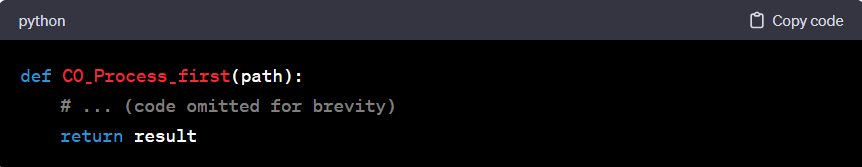 python Copy code
def CO_Process_first(path):
    # ... (code omitted for brevity)
    return result